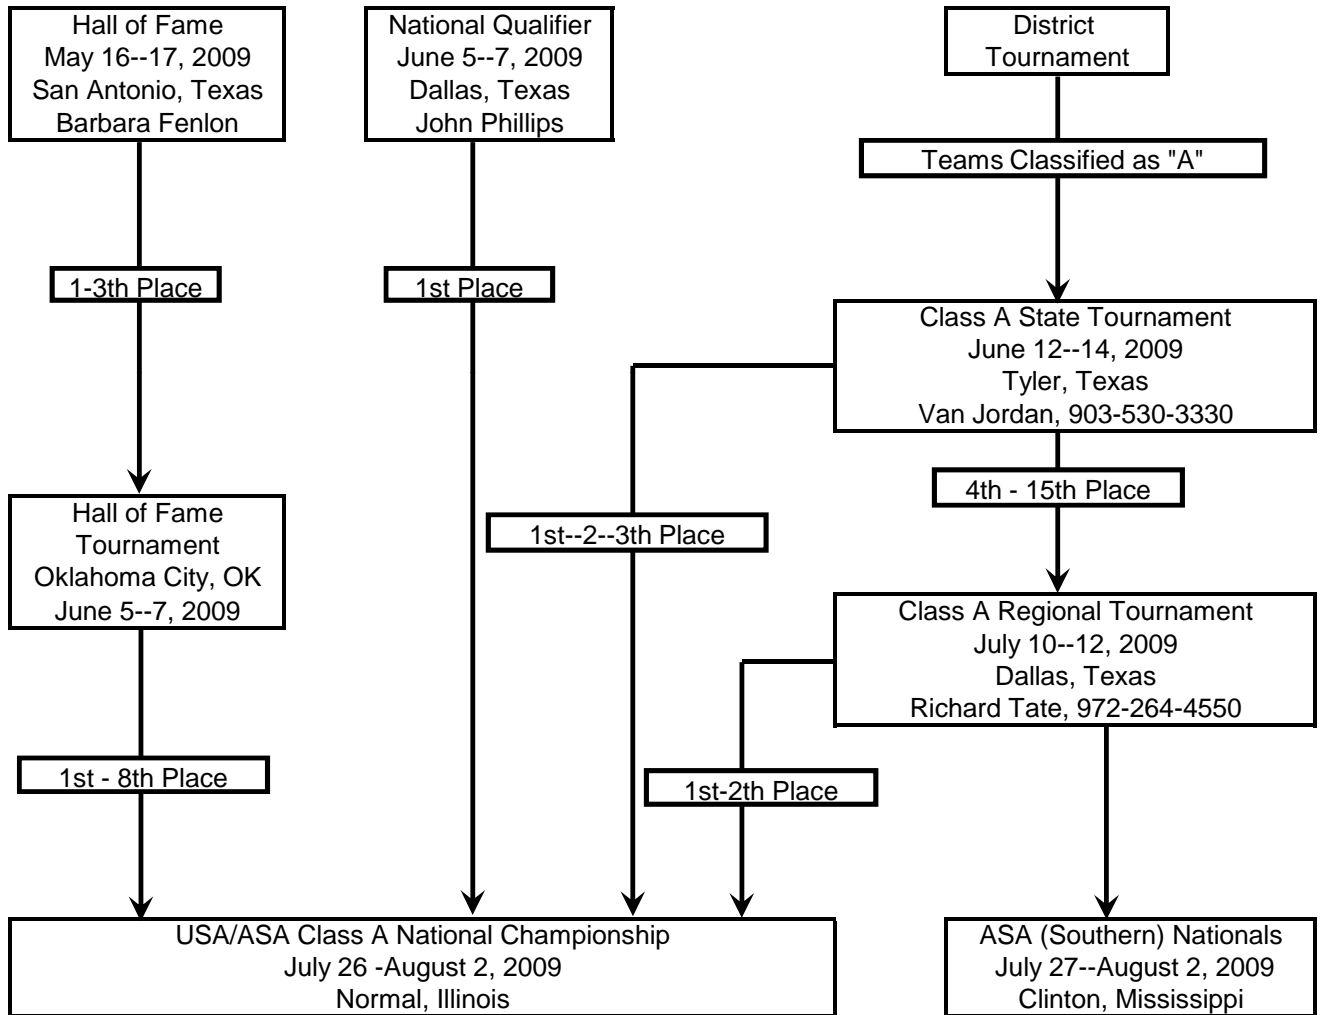 Hall of Fame
May 16--17, 2009
San Antonio, Texas
Barbara Fenlon
National Qualifier
June 5--7, 2009
Dallas, Texas
John Phillips
District
Tournament
Teams Classified as "A"
1-3th Place
1st Place
Class A State Tournament
June 12--14, 2009
Tyler, Texas
Van Jordan, 903-530-3330
4th - 15th Place
Hall of Fame
Tournament
Oklahoma City, OK
June 5--7, 2009
1st--2--3th Place
Class A Regional Tournament
July 10--12, 2009
Dallas, Texas
Richard Tate, 972-264-4550
1st - 8th Place
1st-2th Place
USA/ASA Class A National Championship
July 26 -August 2, 2009
Normal, Illinois
ASA (Southern) Nationals
July 27--August 2, 2009
Clinton, Mississippi